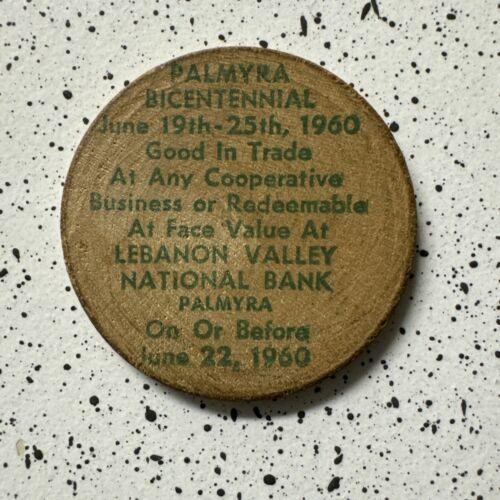 PALMYRA
BICENTENNIAL
June 19th-25th, 1960
Good In Trade
At Any Cooperative
Business or Redeemable
At Face Value At
LEBANON VALLEY
NATIONAL BANK
PALMYRA
On Or Before
June 22, 1960